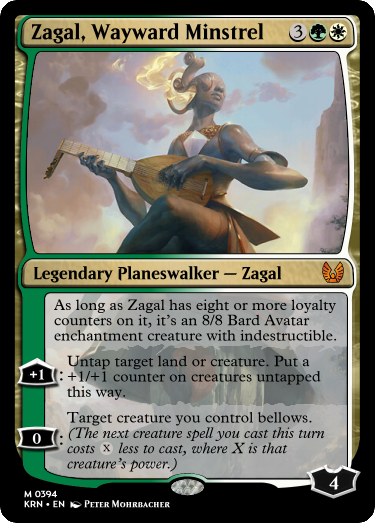 Zagal, Wayward Minstrel 3
Legendary Planeswalker — Zagal
As long as Zagal has eight or more loyalty
counters on it, it's an 8/8 Bard Avatar
enchantment creature with indestructible.
+1: Untap target land or creature. Put a
+1/+1 counter on creatures untapped
this way.
0: Target creature you control bellows.
(The next creature spell you cast this turn
costs X less to cast, where X is that
creature's power.)
4
M 0394
KRN • EN Peter Mohrbacher